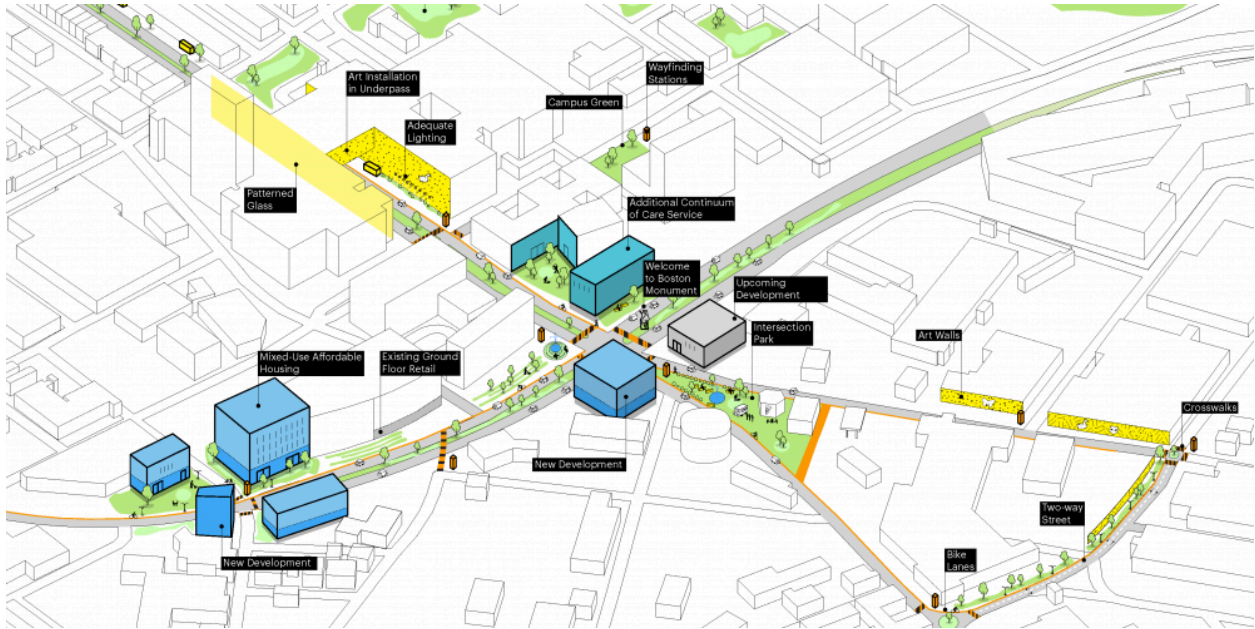 Wayfinding
Stations
Art Installation
in Underpass
Campus Green
Adequate
Lighting
Patterned
Glass
Additional Continuum
of Care Service
Welcome
to Boston
Monument
Upcoming
Development
Intersection
Park
Art Walls
Mixed-Use Affordable
Housing
Existing Ground
Floor Retail
Crosswalks
New Development
Two-way
Street
New Development
Bike
Lanes